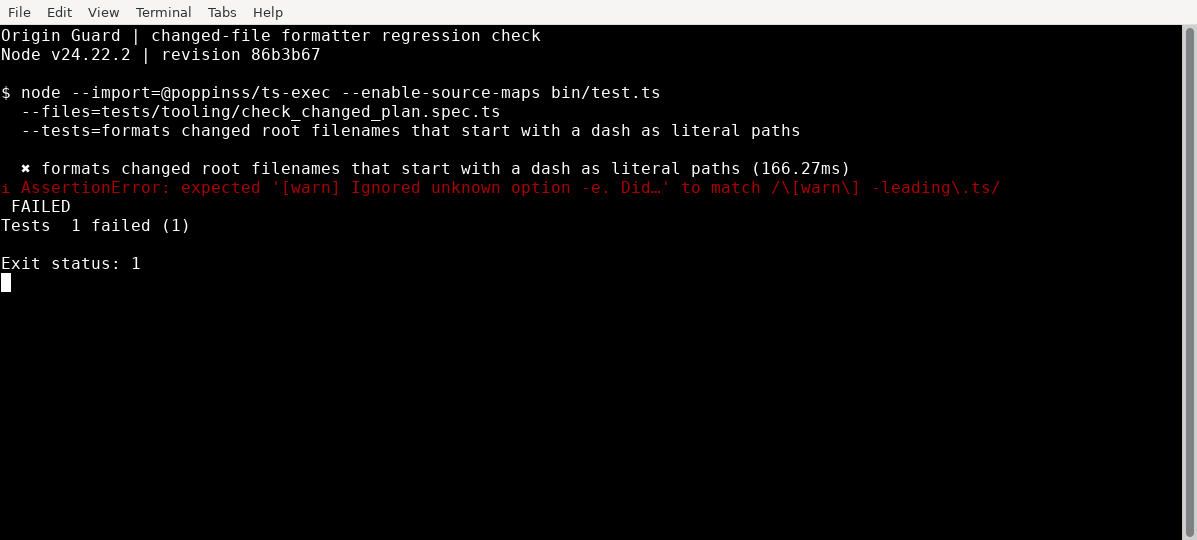 File Edit View Terminal Tabs Help
Origin Guard | changed-file formatter regression check
Node v24.22.2 | revision 86b3b67
$ node --import=@poppinss/ts-exec --enable-source-maps bin/test.ts
--files=tests/tooling/check_changed_plan.spec.ts
--tests=formats changed root filenames that start with a dash as literal paths
✖ formats changed root filenames that start with a dash as literal paths (166.27ms)
ℹ AssertionError: expected '[warn] Ignored unknown option -e. Did…' to match /\[warn\] -leading\.ts/
FAILED
Tests  1 failed (1)
Exit status: 1